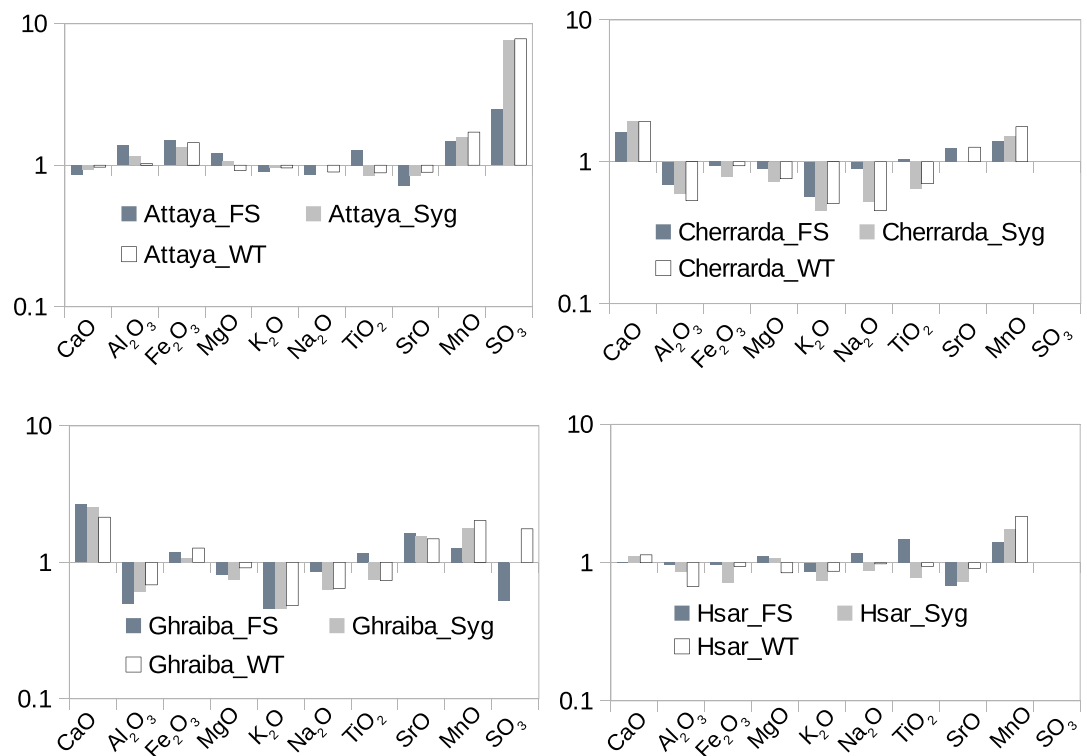 10
1
0.1
Attaya_FS Attaya_Syg
Attaya_WT
CaO Al₂O₃ Fe₂O₃ MgO K₂O Na₂O TiO₂ SrO MnO SO₃
10
1
0.1
Cherrarda_FS Cherrarda_Syg
Cherrarda_WT
CaO Al₂O₃ Fe₂O₃ MgO K₂O Na₂O TiO₂ SrO MnO SO₃
10
1
0.1
Ghraiba_FS Ghraiba_Syg
Ghraiba_WT
CaO Al₂O₃ Fe₂O₃ MgO K₂O Na₂O TiO₂ SrO MnO SO₃
10
1
0.1
Hsar_FS Hsar_Syg
Hsar_WT
CaO Al₂O₃ Fe₂O₃ MgO K₂O Na₂O TiO₂ SrO MnO SO₃